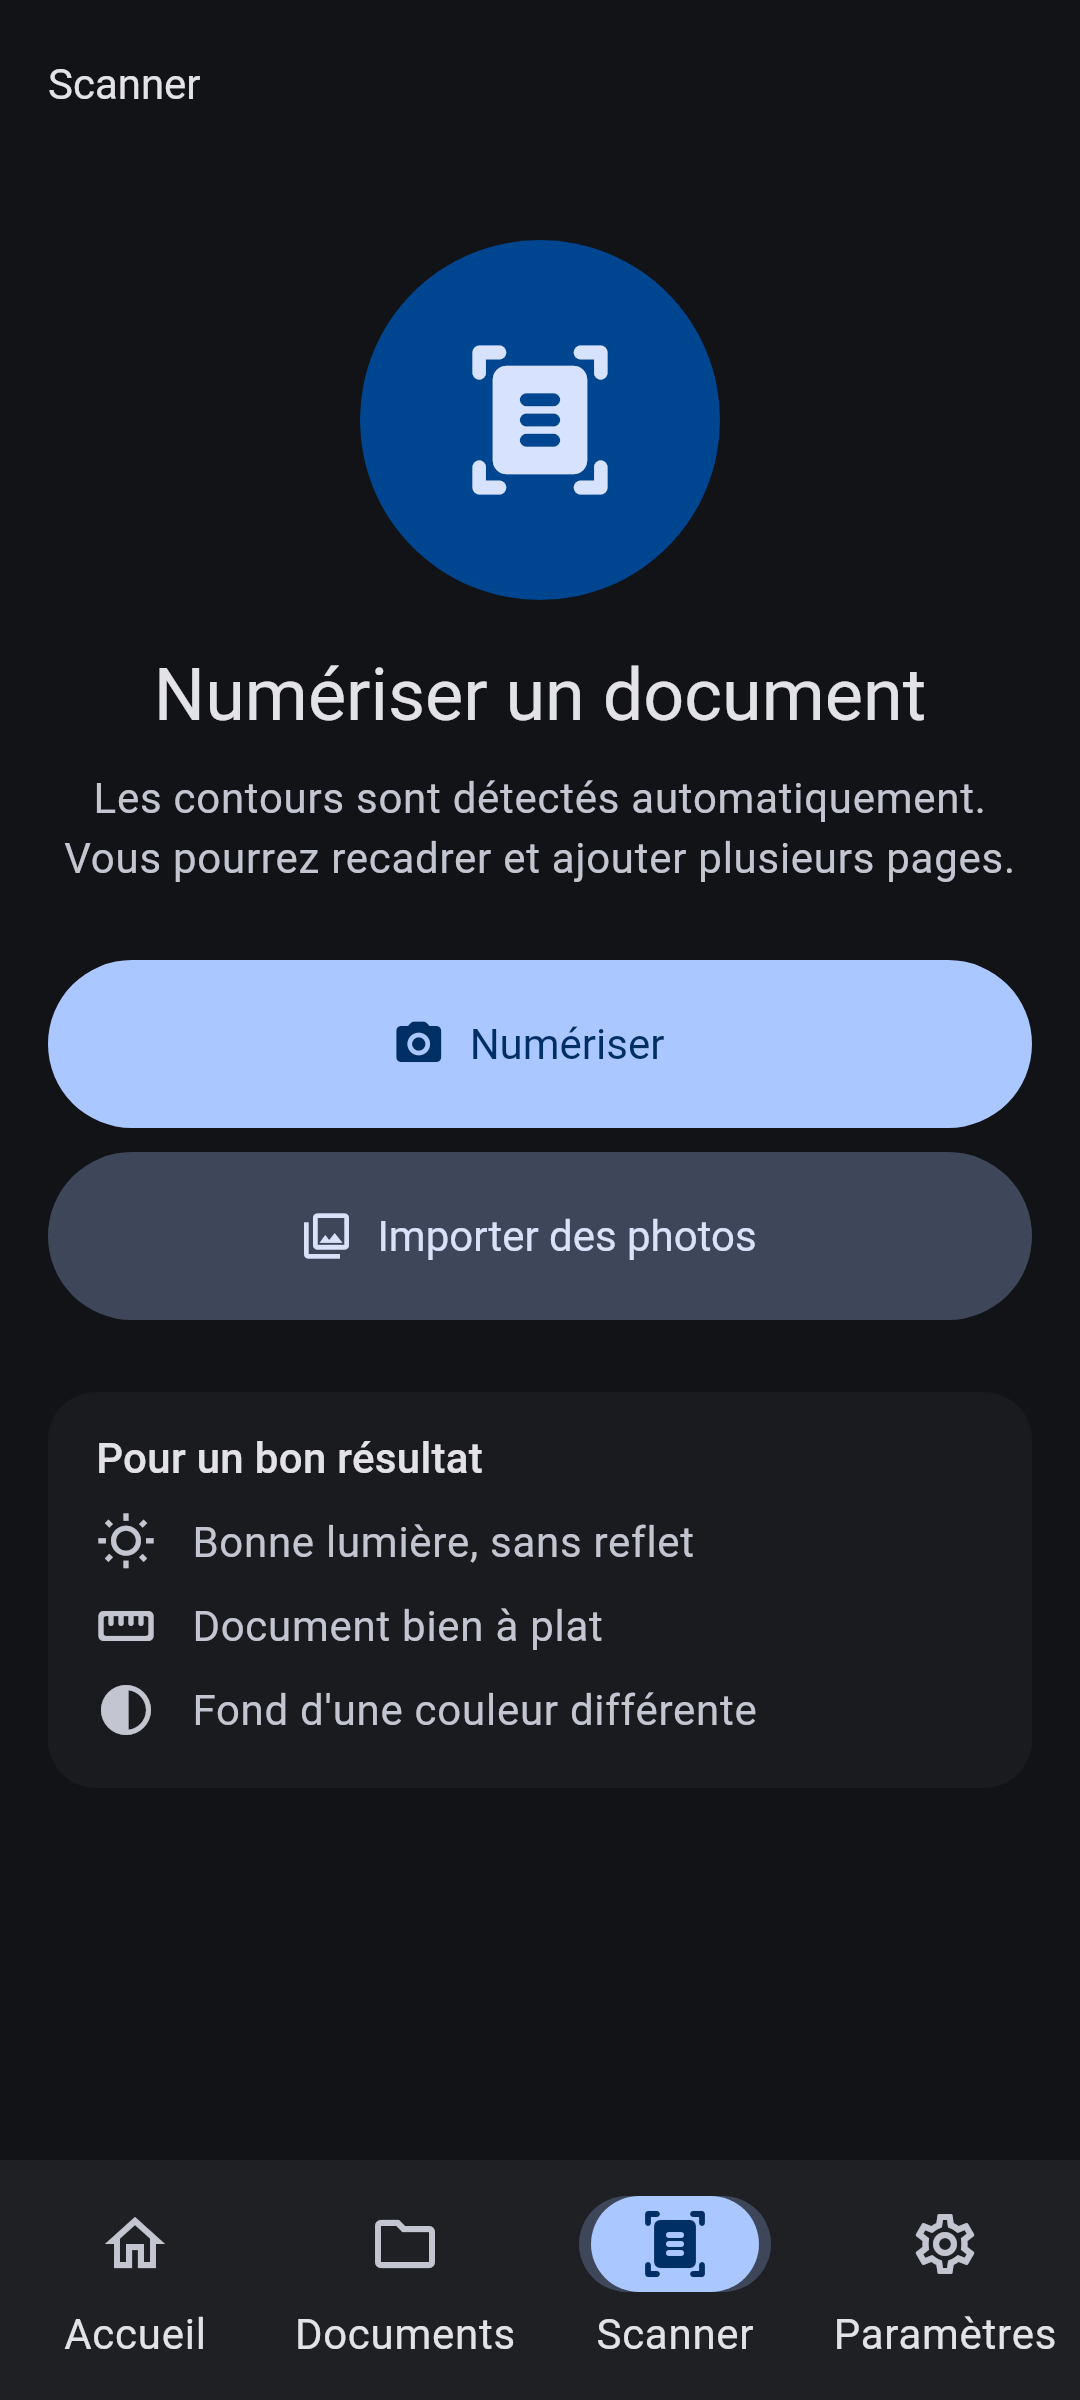 Scanner
Numériser un document
Les contours sont détectés automatiquement.
Vous pourrez recadrer et ajouter plusieurs pages.
Numériser
Importer des photos
Pour un bon résultat
Bonne lumière, sans reflet
Document bien à plat
Fond d'une couleur différente
Accueil
Documents
Scanner
Paramètres